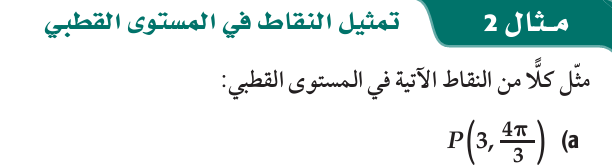 مثال 2 تمثيل النقاط في المستوى القطبي
مثّل كلًّا من النقاط الآتية في المستوى القطبي:
(a P(3, 4π/3)